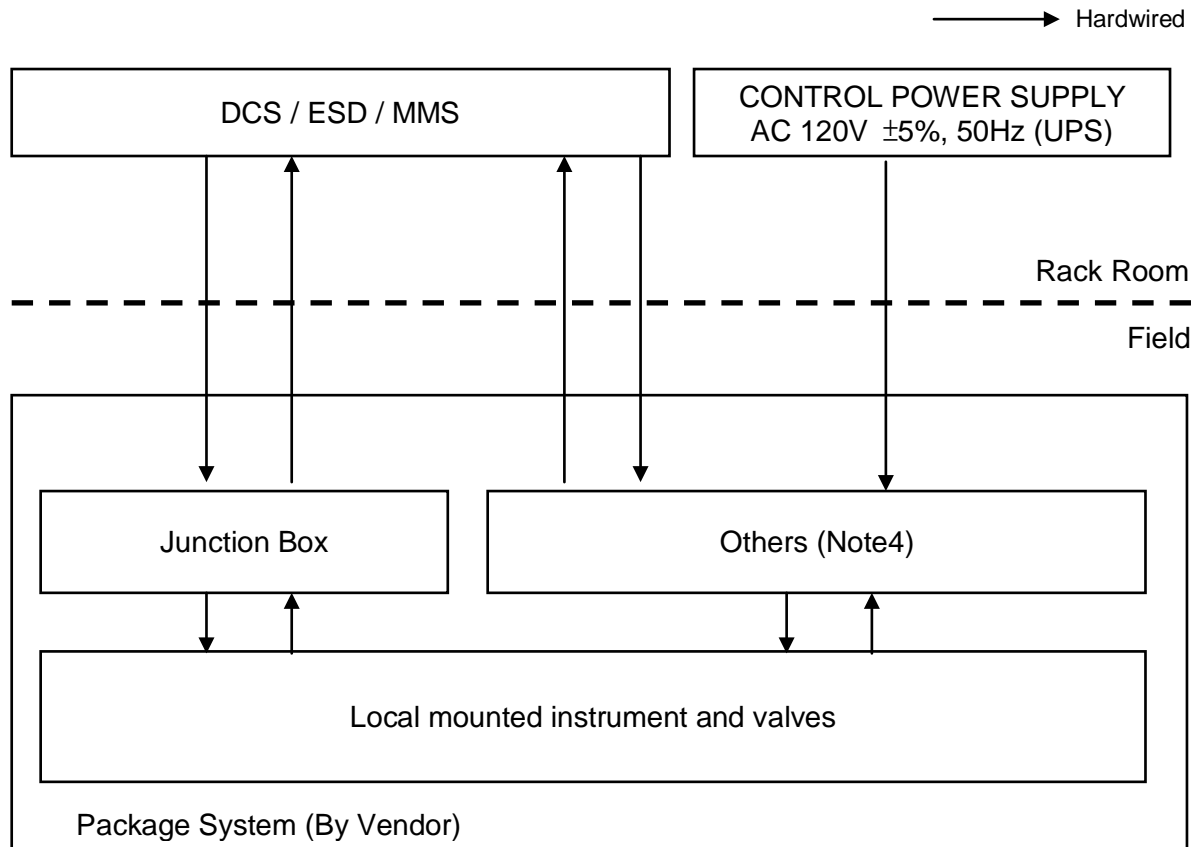 Hardwired
DCS / ESD / MMS
CONTROL POWER SUPPLY
AC 120V ±5%, 50Hz (UPS)
Rack Room
Field
Junction Box
Others (Note4)
Local mounted instrument and valves
Package System (By Vendor)